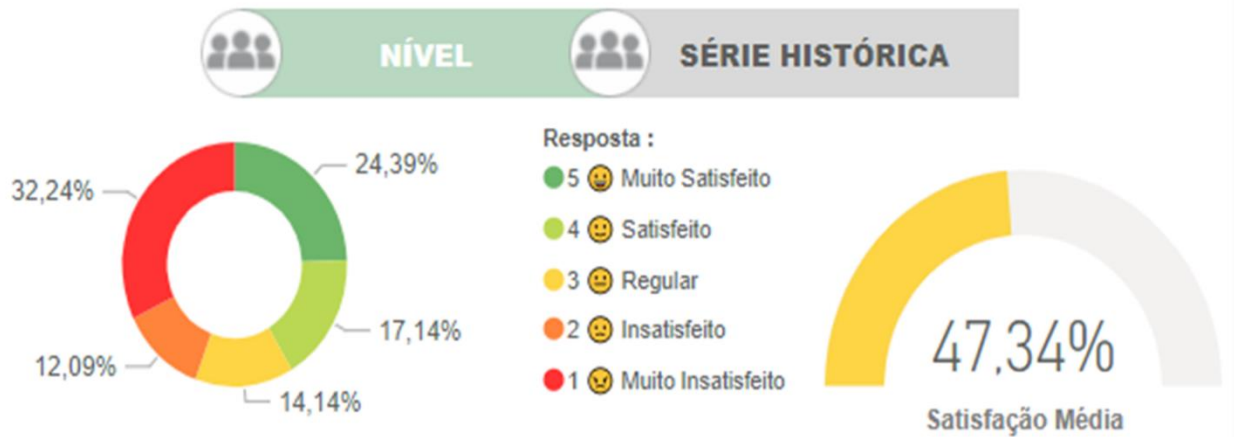 NÍVEL
SÉRIE HISTÓRICA
24,39%
32,24%
17,14%
12,09%
14,14%
Resposta :
5 Muito Satisfeito
4 Satisfeito
3 Regular
2 Insatisfeito
1 Muito Insatisfeito
47,34%
Satisfação Média